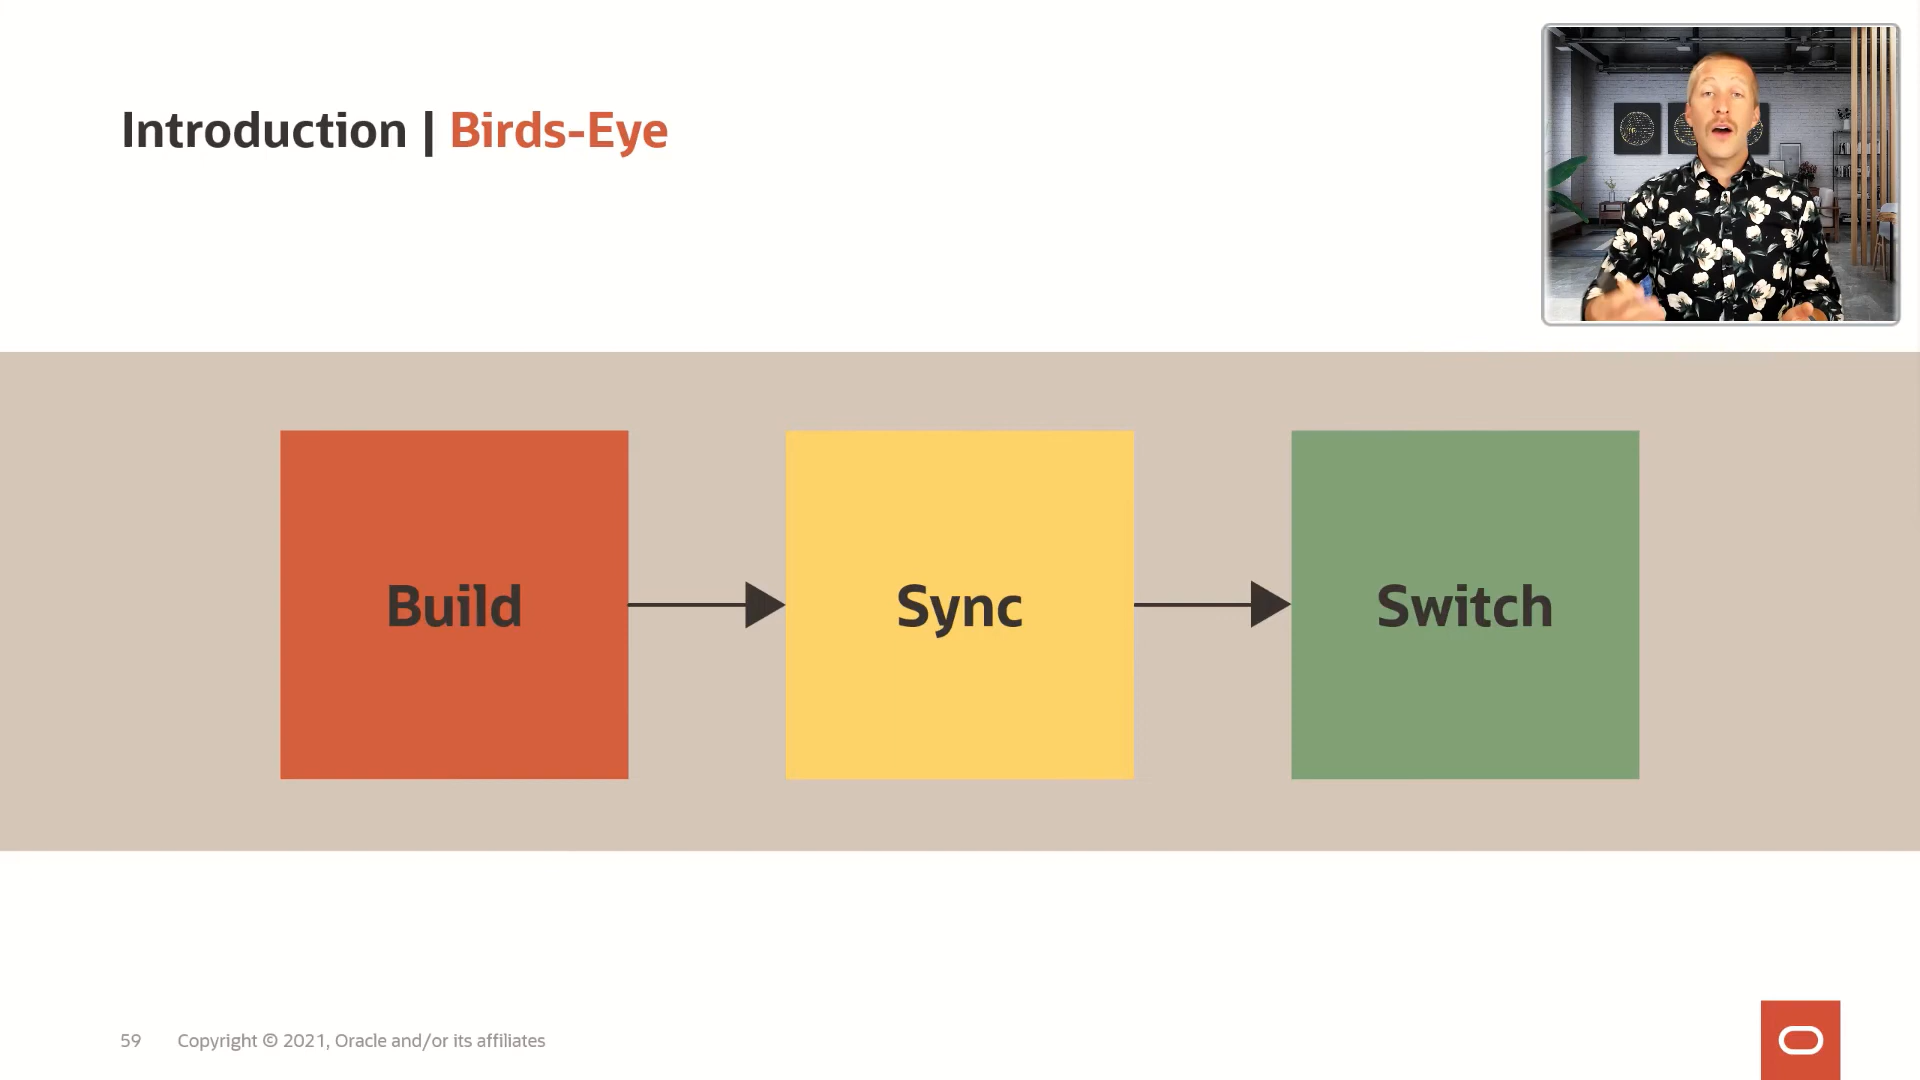 Introduction | Birds-Eye
Build
Sync
Switch
59 Copyright © 2021, Oracle and/or its affiliates